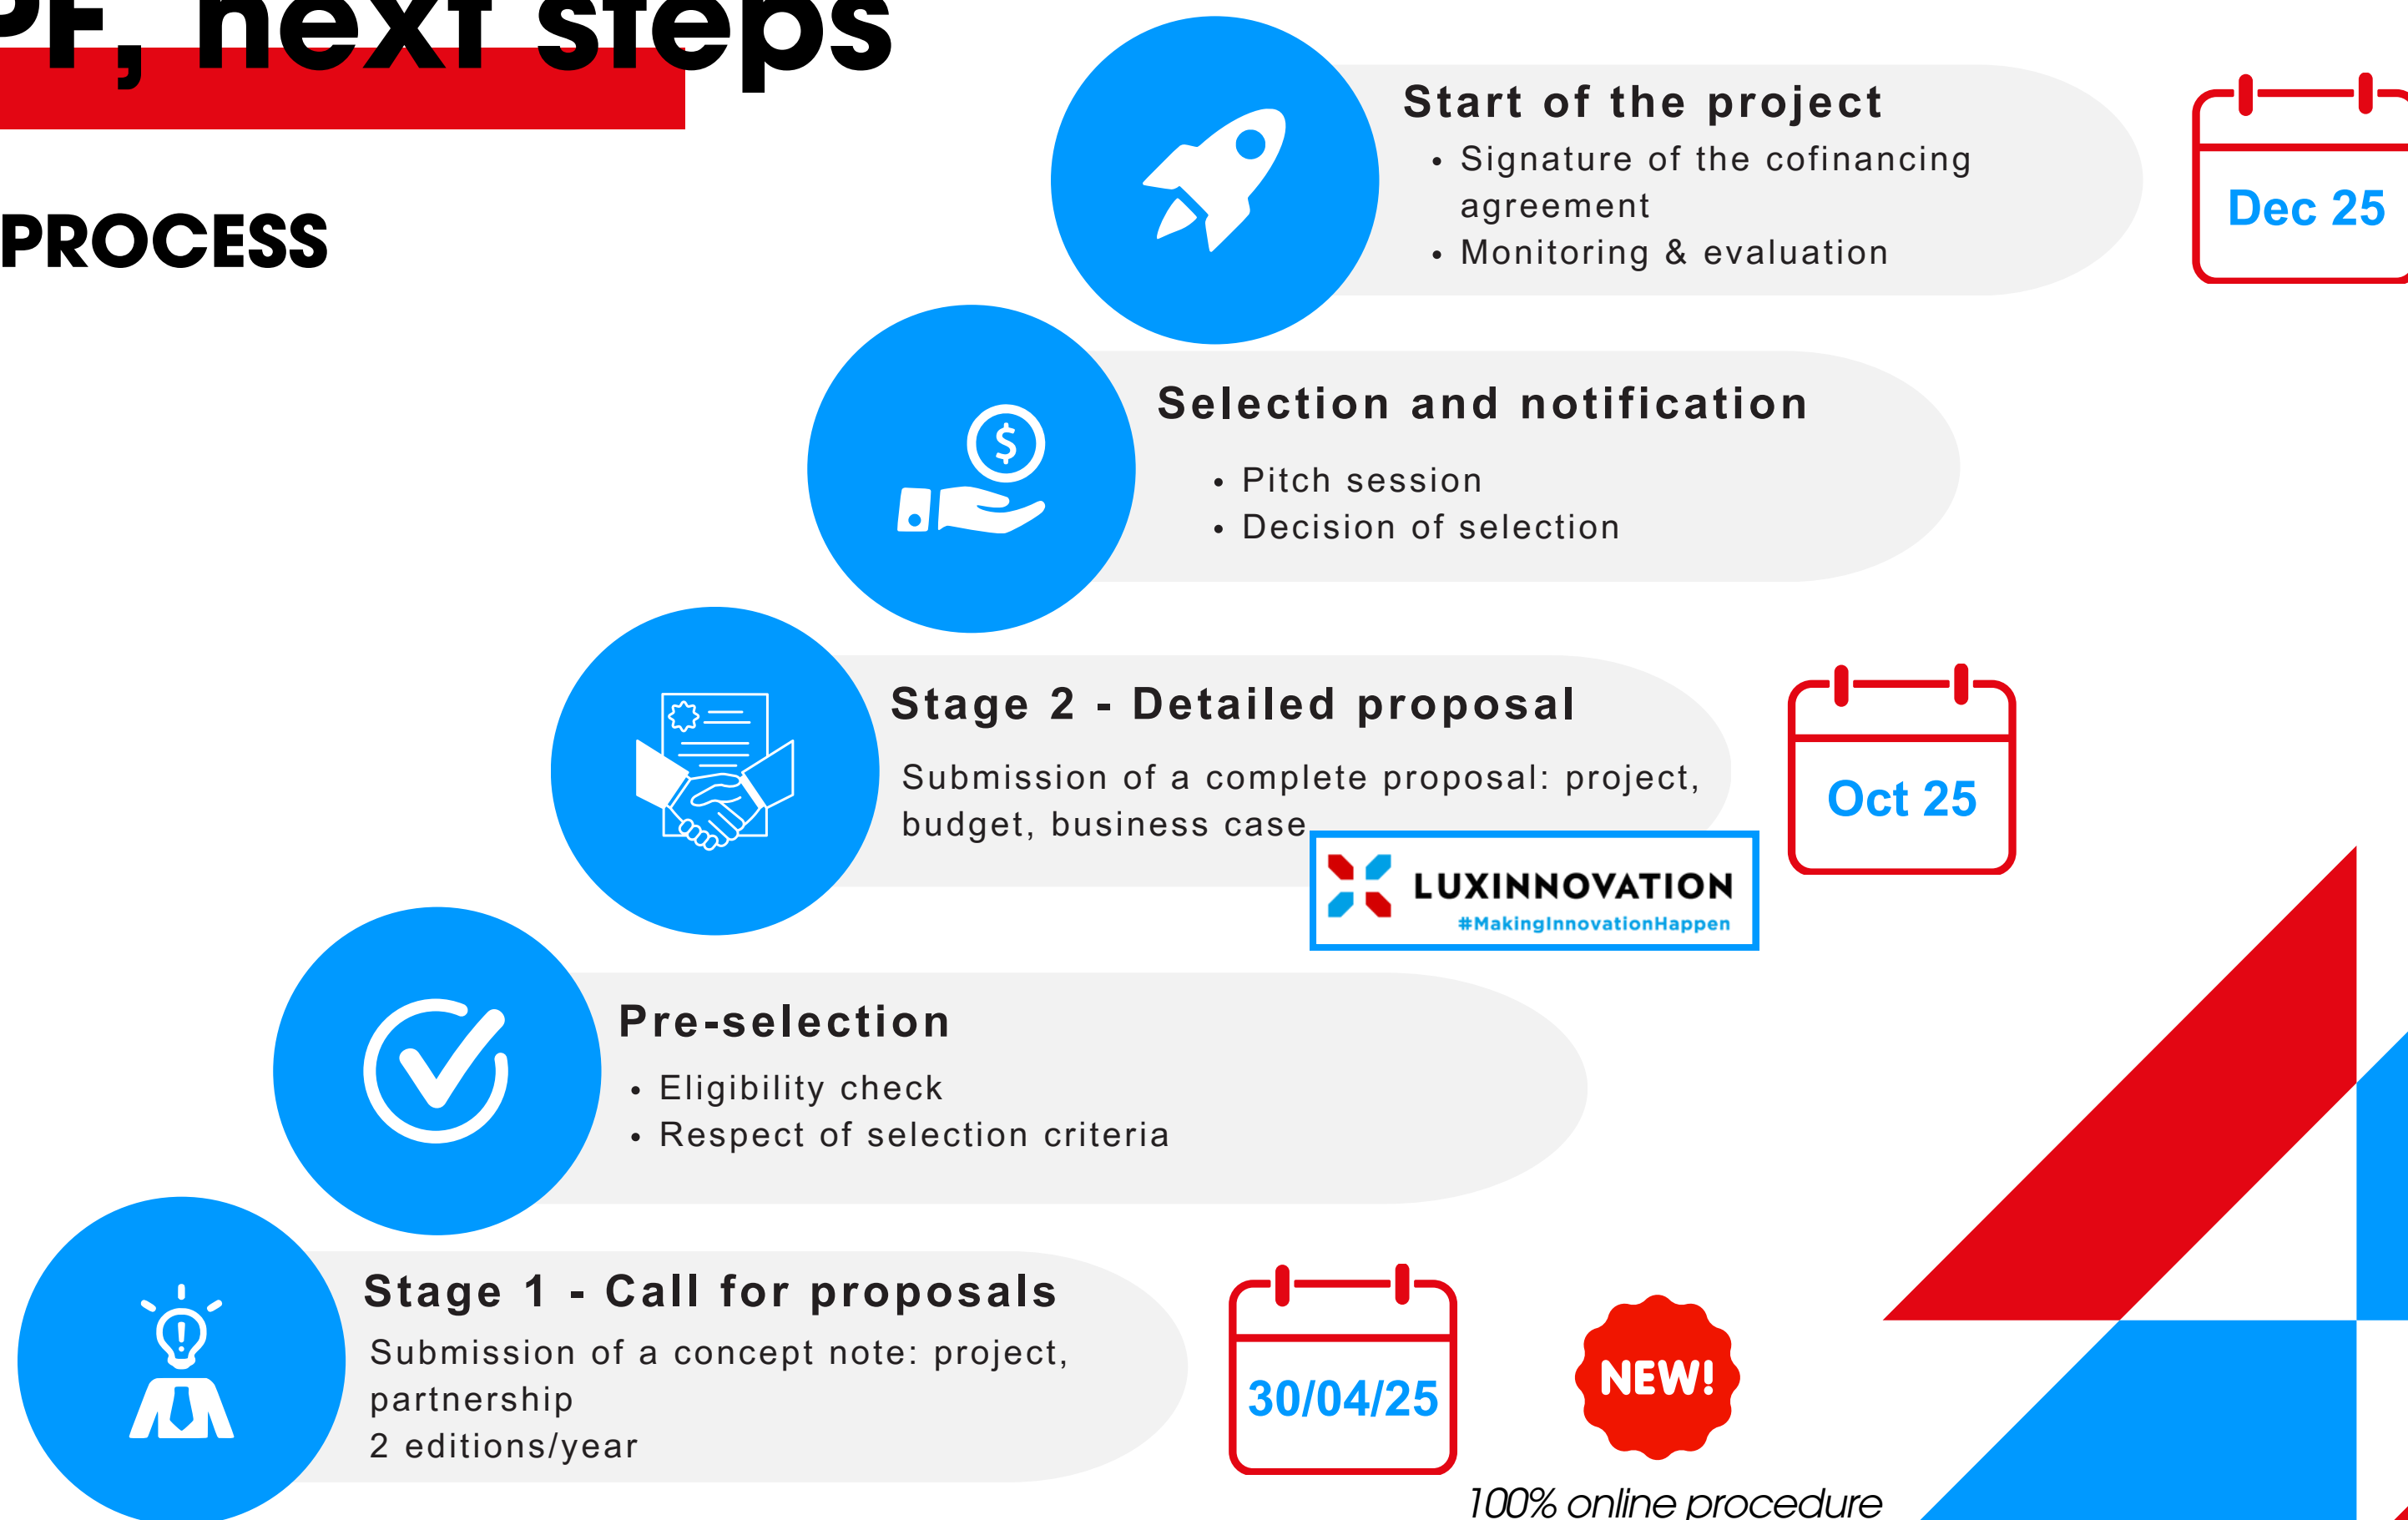 PF, next steps
PROCESS
Start of the project
• Signature of the cofinancing
agreement
• Monitoring & evaluation
Dec 25
Selection and notification
$
• Pitch session
• Decision of selection
Stage 2 - Detailed proposal
Submission of a complete proposal: project,
budget, business case
Oct 25
LUXINNOVATION
#MakingInnovationHappen
Pre-selection
• Eligibility check
• Respect of selection criteria
Stage 1 - Call for proposals
Submission of a concept note: project,
partnership
2 editions/year
30/04/25
NEW!
100% online procedure